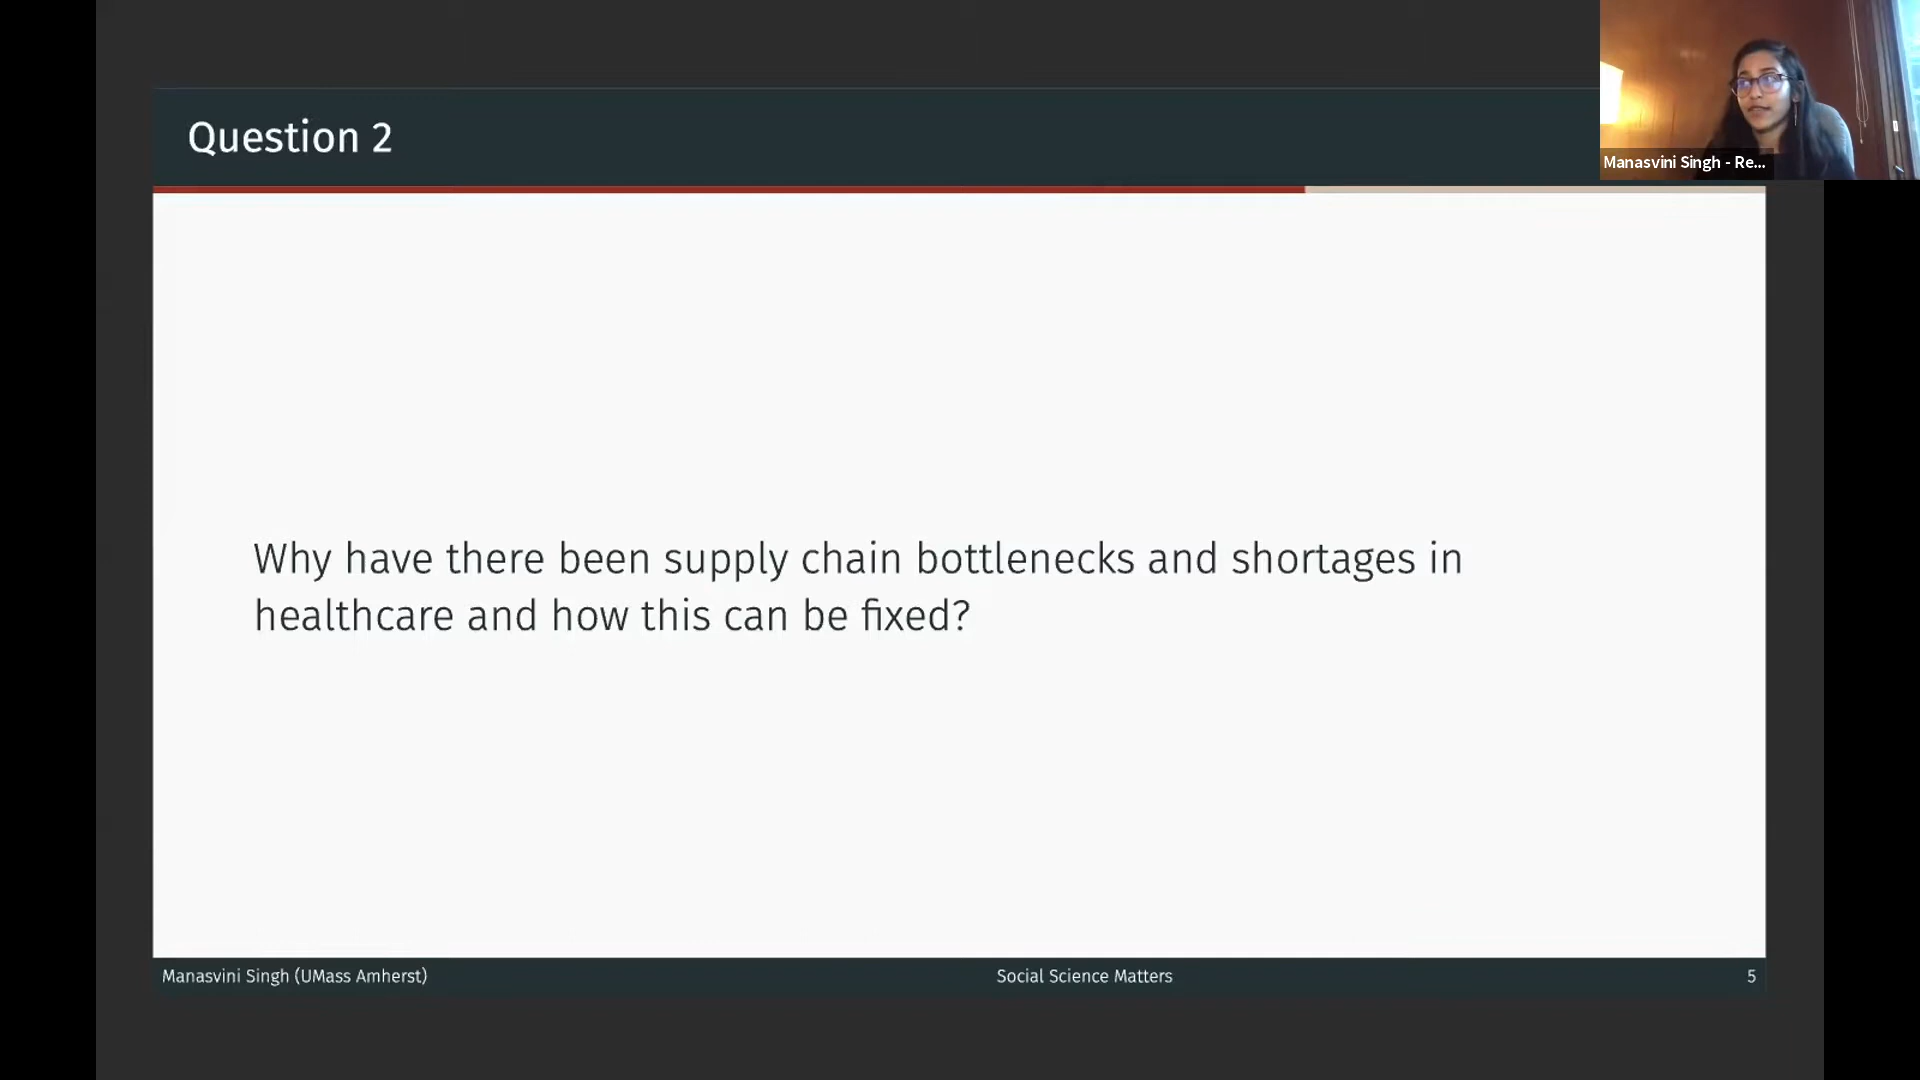 Question 2
Manasvini Singh - Re...
Why have there been supply chain bottlenecks and shortages in
healthcare and how this can be fixed?
Manasvini Singh (UMass Amherst)
Social Science Matters
5